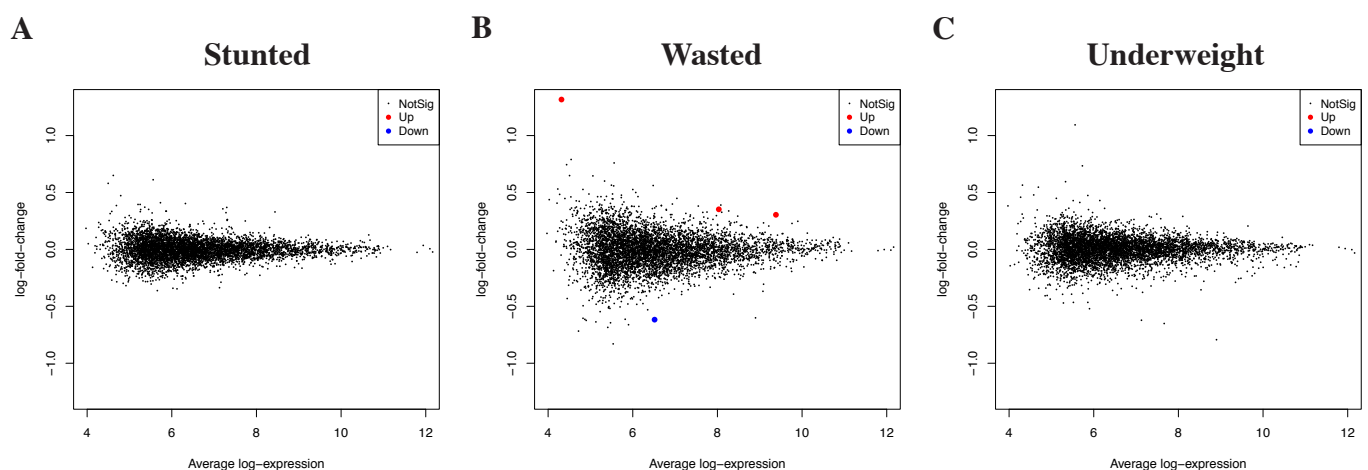 A
Stunted
NotSig
Up
Down
log−fold−change
1.0
0.5
0.0
−0.5
−1.0
4 6 8 10 12
Average log−expression
B
Wasted
NotSig
Up
Down
log−fold−change
1.0
0.5
0.0
−0.5
−1.0
4 6 8 10 12
Average log−expression
C
Underweight
NotSig
Up
Down
log−fold−change
1.0
0.5
0.0
−0.5
−1.0
4 6 8 10 12
Average log−expression